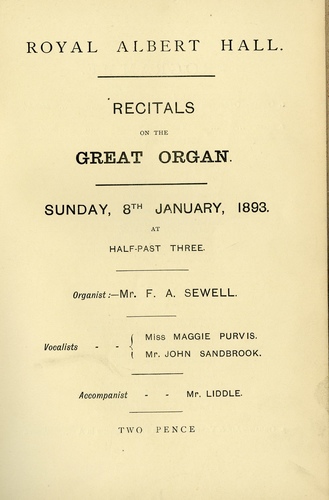 ROYAL ALBERT HALL.
RECITALS
ON THE
GREAT ORGAN.
SUNDAY, 8TH JANUARY, 1893.
AT
HALF-PAST THREE.
Organist:—Mr. F. A. SEWELL.
Vocalists - - { Miss MAGGIE PURVIS.
Mr. JOHN SANDBROOK.
Accompanist - - Mr. LIDDLE.
TWO PENCE